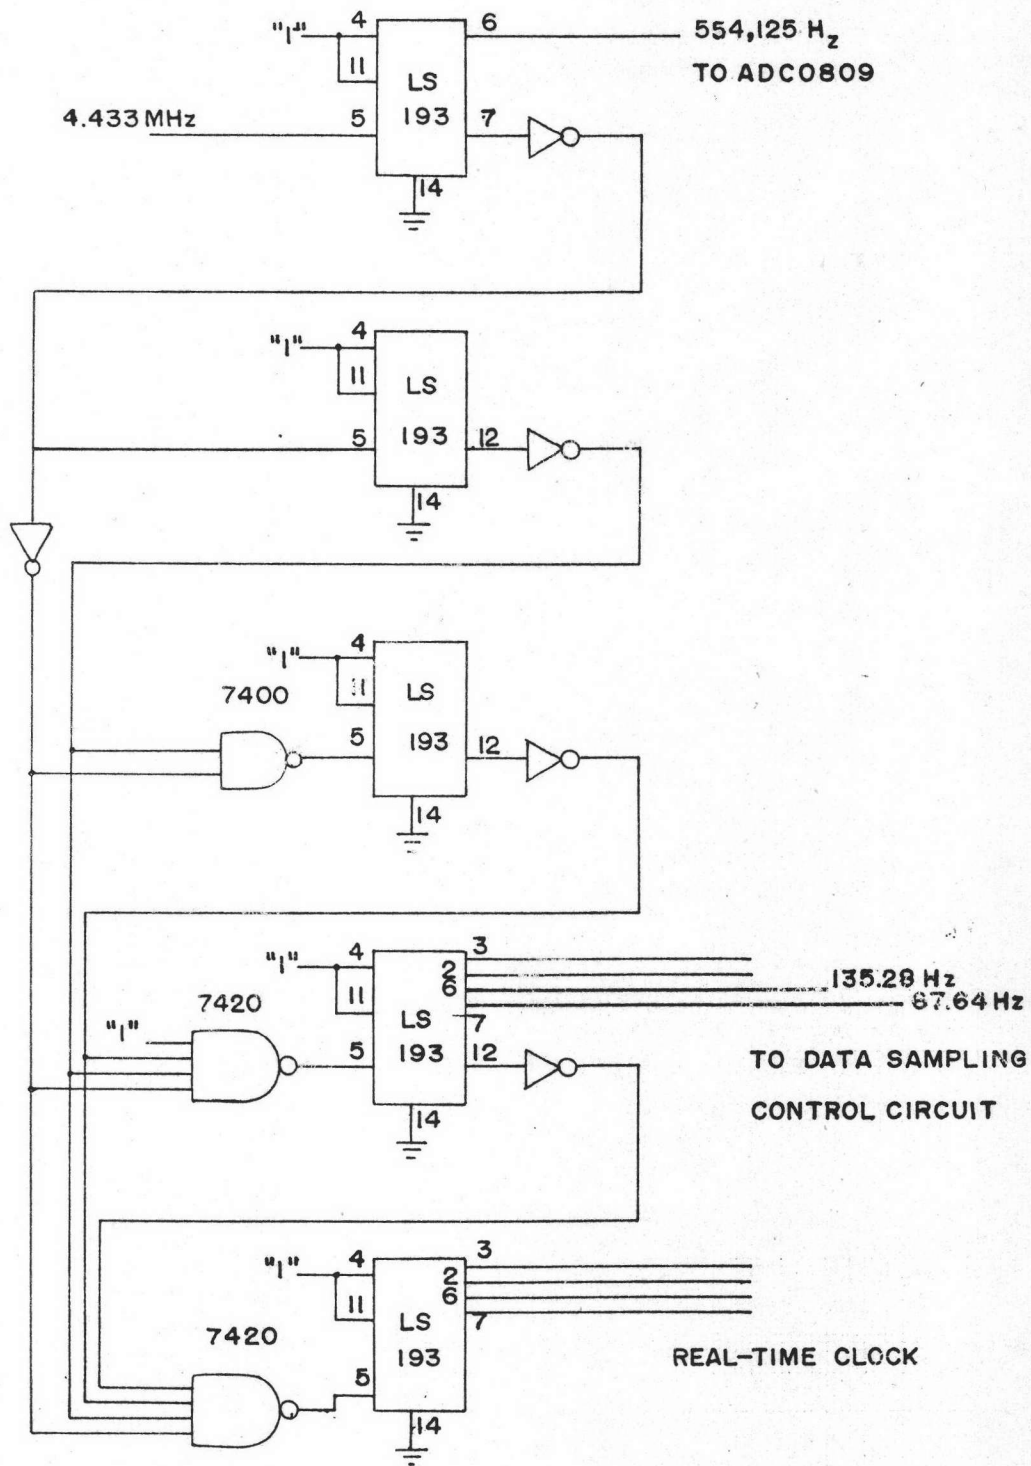 "1" 4 6 554,125 Hz
11 LS TO ADC0809
4.433 MHz 5 193 7
14
"1" 4
11 LS
5 193 12
14
"1" 4
7400 11 LS
5 193 12
14
"1" 4 3
2
7420 11 6 135.28 Hz
"1" LS 7 67.64 Hz
5 193 12 TO DATA SAMPLING
14 CONTROL CIRCUIT
"1" 4 3
2
11 6
7420 LS 7
193 REAL-TIME CLOCK
5
14